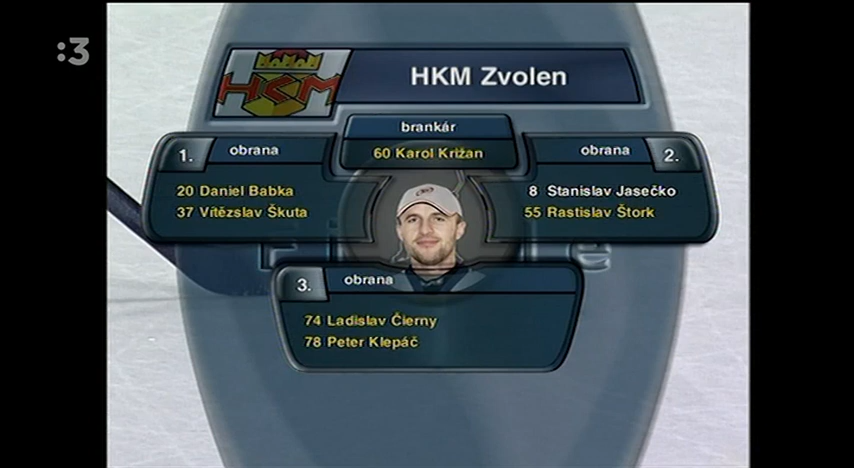 :3
HKM
HKM Zvolen
brankár
60 Karol Križan
1. obrana
20 Daniel Babka
37 Vítězslav Škuta
obrana 2.
8 Stanislav Jasečko
55 Rastislav Štork
3. obrana
74 Ladislav Čierny
78 Peter Klepáč